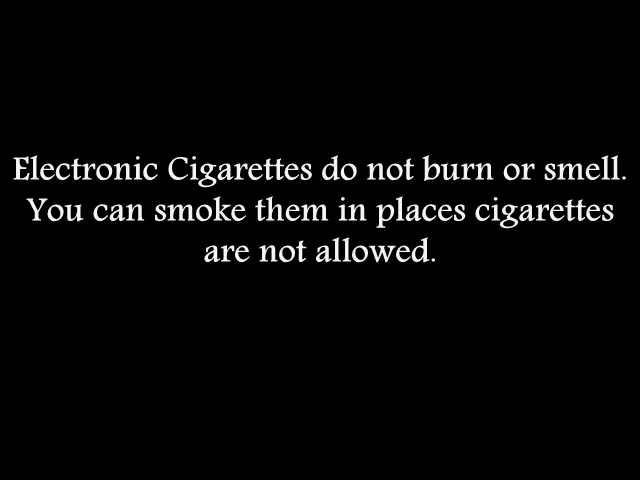 Electronic Cigarettes do not burn or smell.
You can smoke them in places cigarettes
are not allowed.